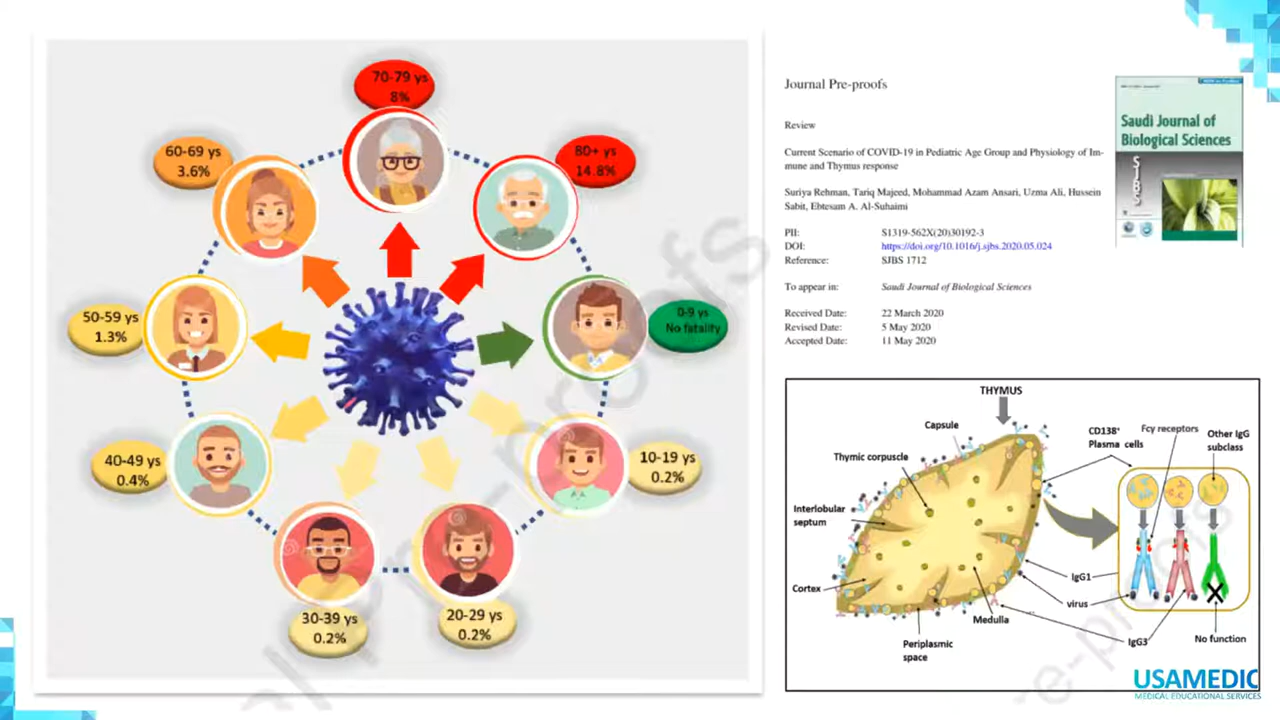 70-79 ys
8%
60-69 ys
3.6%
80+ ys
14.8%
50-59 ys
1.3%
0-9 ys
No fatality
40-49 ys
0.4%
10-19 ys
0.2%
30-39 ys
0.2%
20-29 ys
0.2%
Journal Pre-proofs
Review
Current Scenario of COVID-19 in Pediatric Age Group and Physiology of Im-
mune and Thymus response
Suriya Rehman, Tariq Majeed, Mohammad Azam Ansari, Uzma Ali, Hussein
Sabit, Ebtesam A. Al-Suhaimi
PII: S1319-562X(20)30192-3
DOI: https://doi.org/10.1016/j.sjbs.2020.05.024
Reference: SJBS 1712
To appear in: Saudi Journal of Biological Sciences
Received Date: 22 March 2020
Revised Date: 5 May 2020
Accepted Date: 11 May 2020
Saudi Journal of
Biological Sciences
S
J
B
S
THYMUS
Capsule
Thymic corpuscle
Interlobular
septum
Cortex
Periplasmic
space
Medulla
CD138⁺
Plasma cells
Fcy receptors
Other IgG
subclass
IgG1
virus
IgG3
No function
USAMEDIC
MEDICAL EDUCATIONAL SERVICES